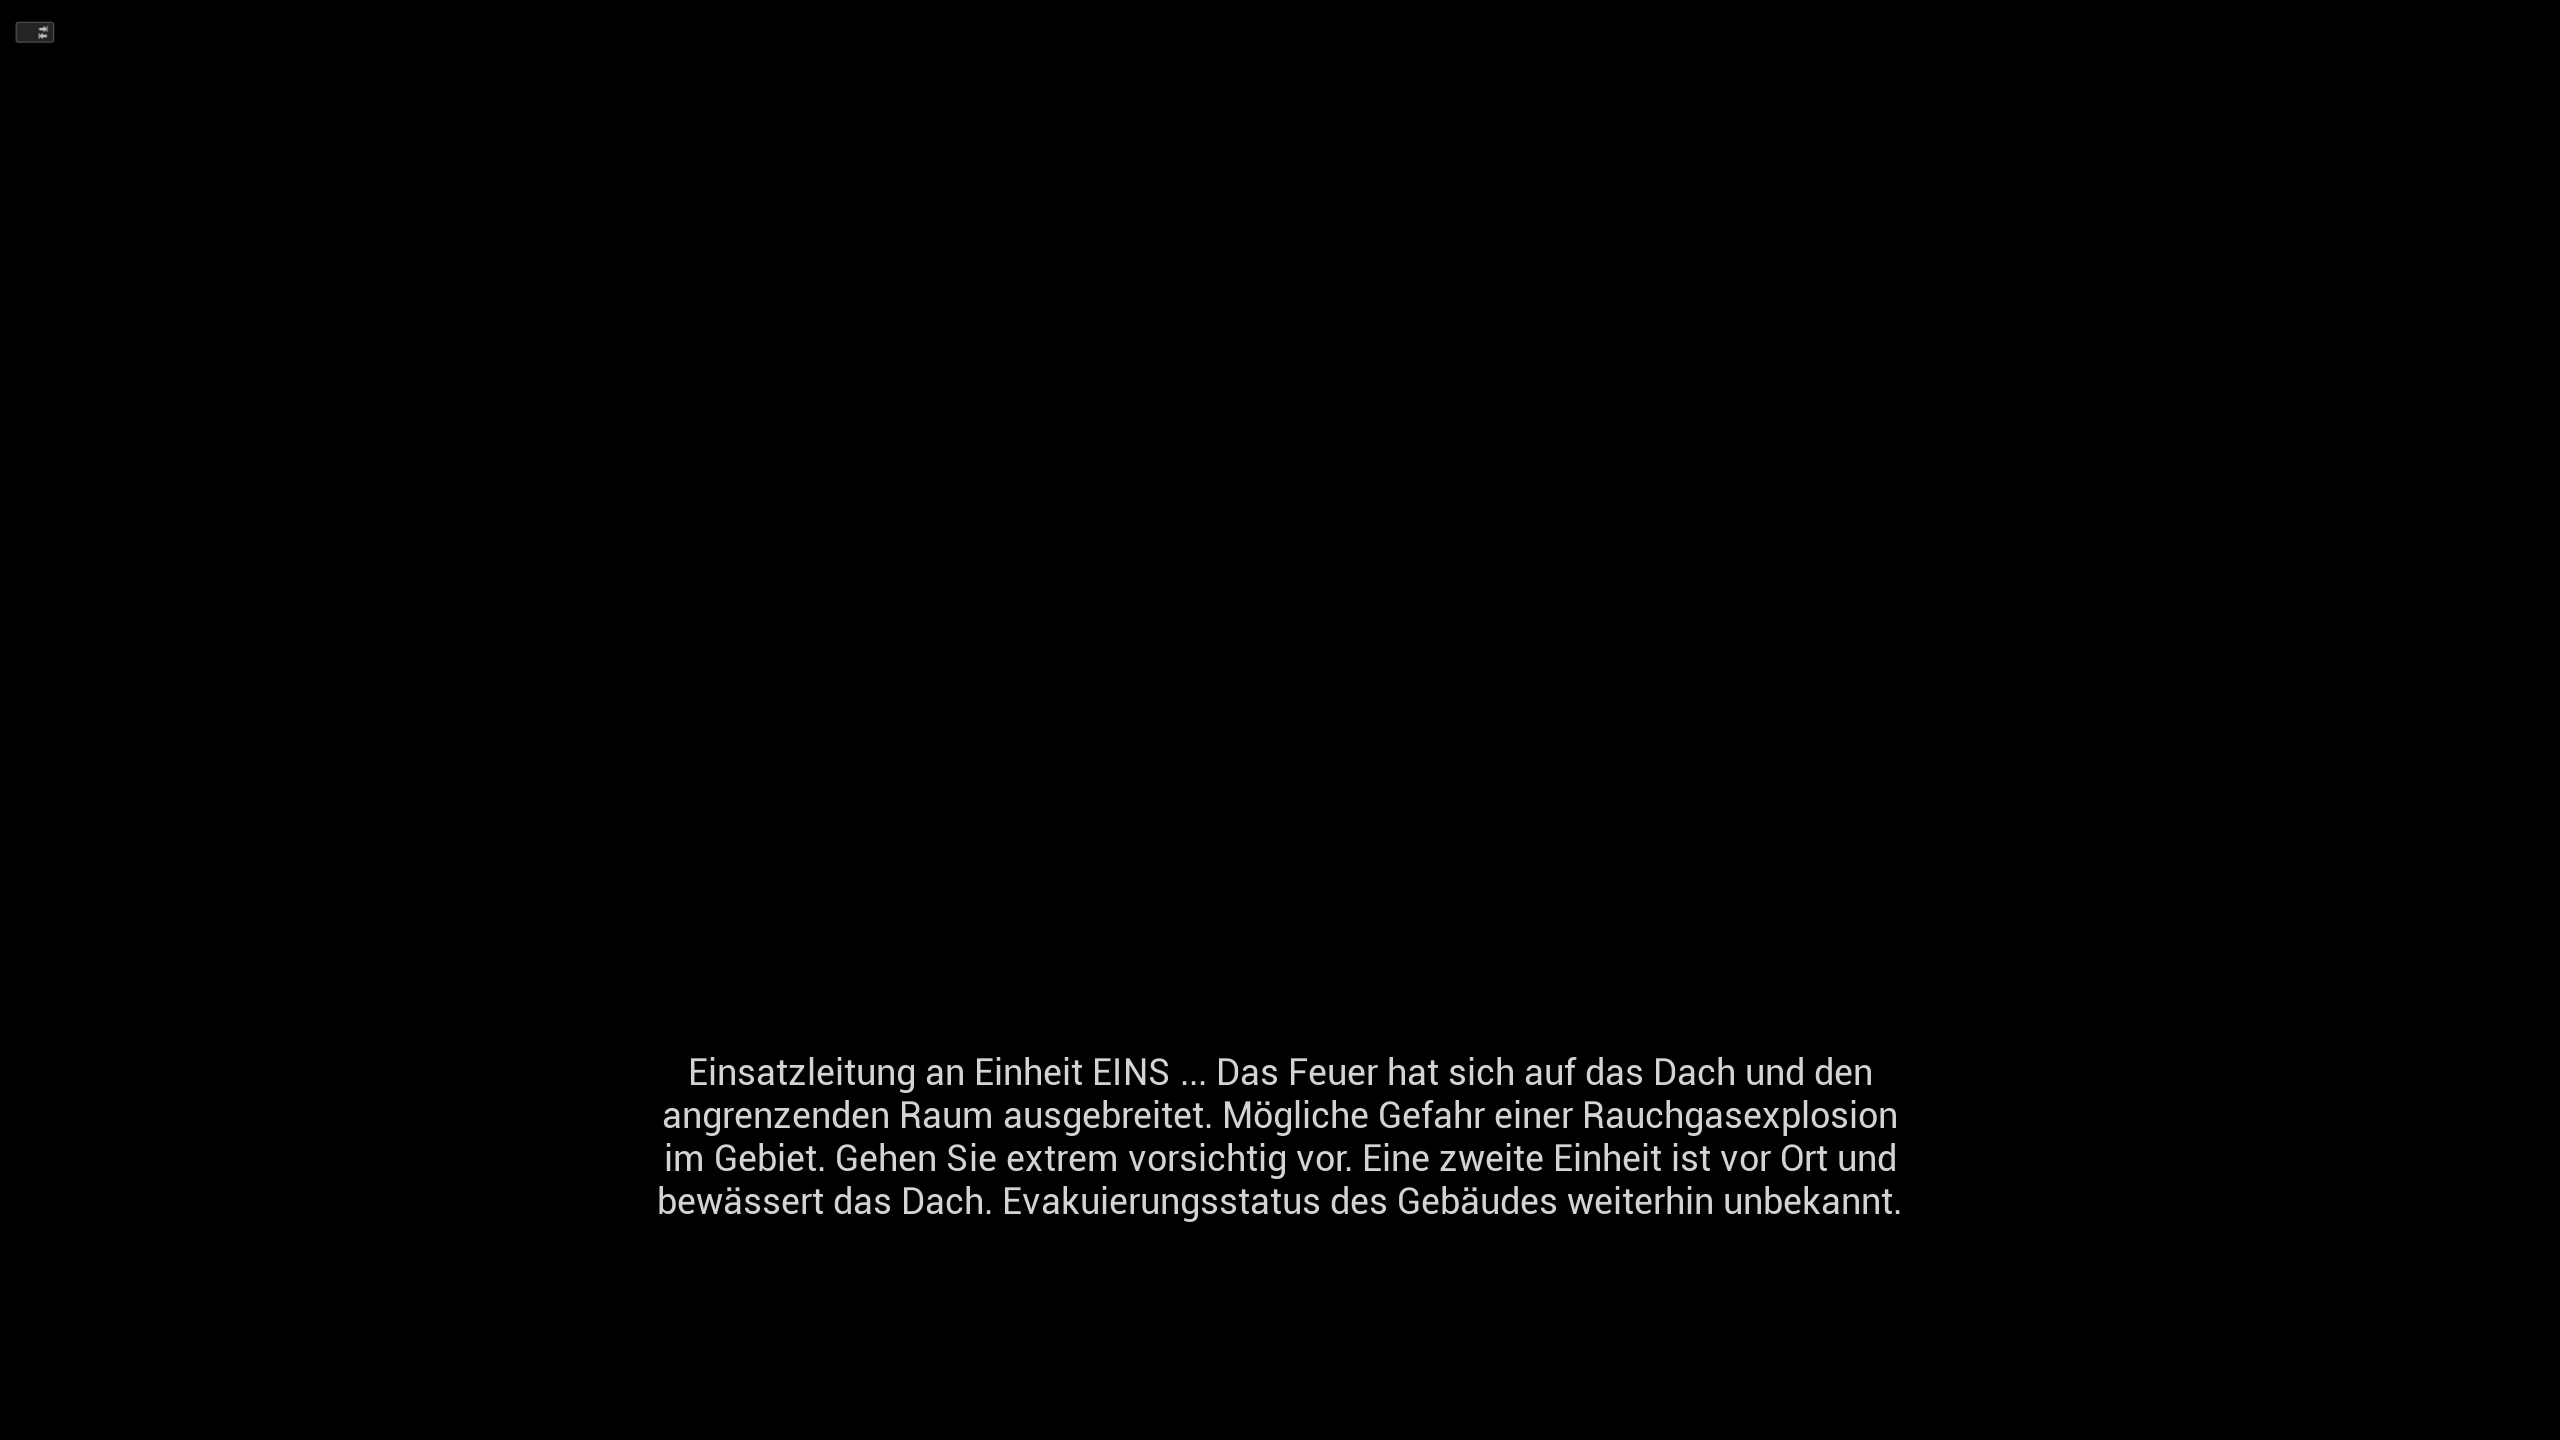 Einsatzleitung an Einheit EINS ... Das Feuer hat sich auf das Dach und den
angrenzenden Raum ausgebreitet. Mögliche Gefahr einer Rauchgasexplosion
im Gebiet. Gehen Sie extrem vorsichtig vor. Eine zweite Einheit ist vor Ort und
bewässert das Dach. Evakuierungsstatus des Gebäudes weiterhin unbekannt.